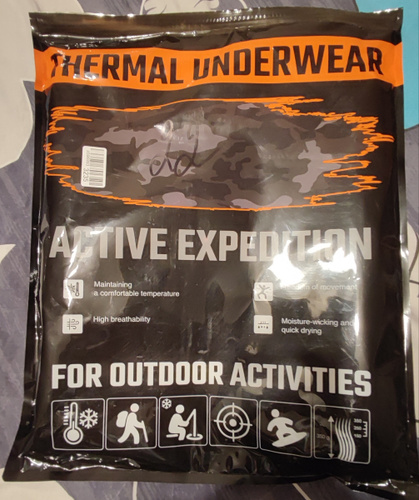 THERMAL UNDERWEAR
ACTIVE EXPEDITION
Maintaining
a comfortable temperature
of movement
High breathability
Moisture-wicking and
quick drying
FOR OUTDOOR ACTIVITIES